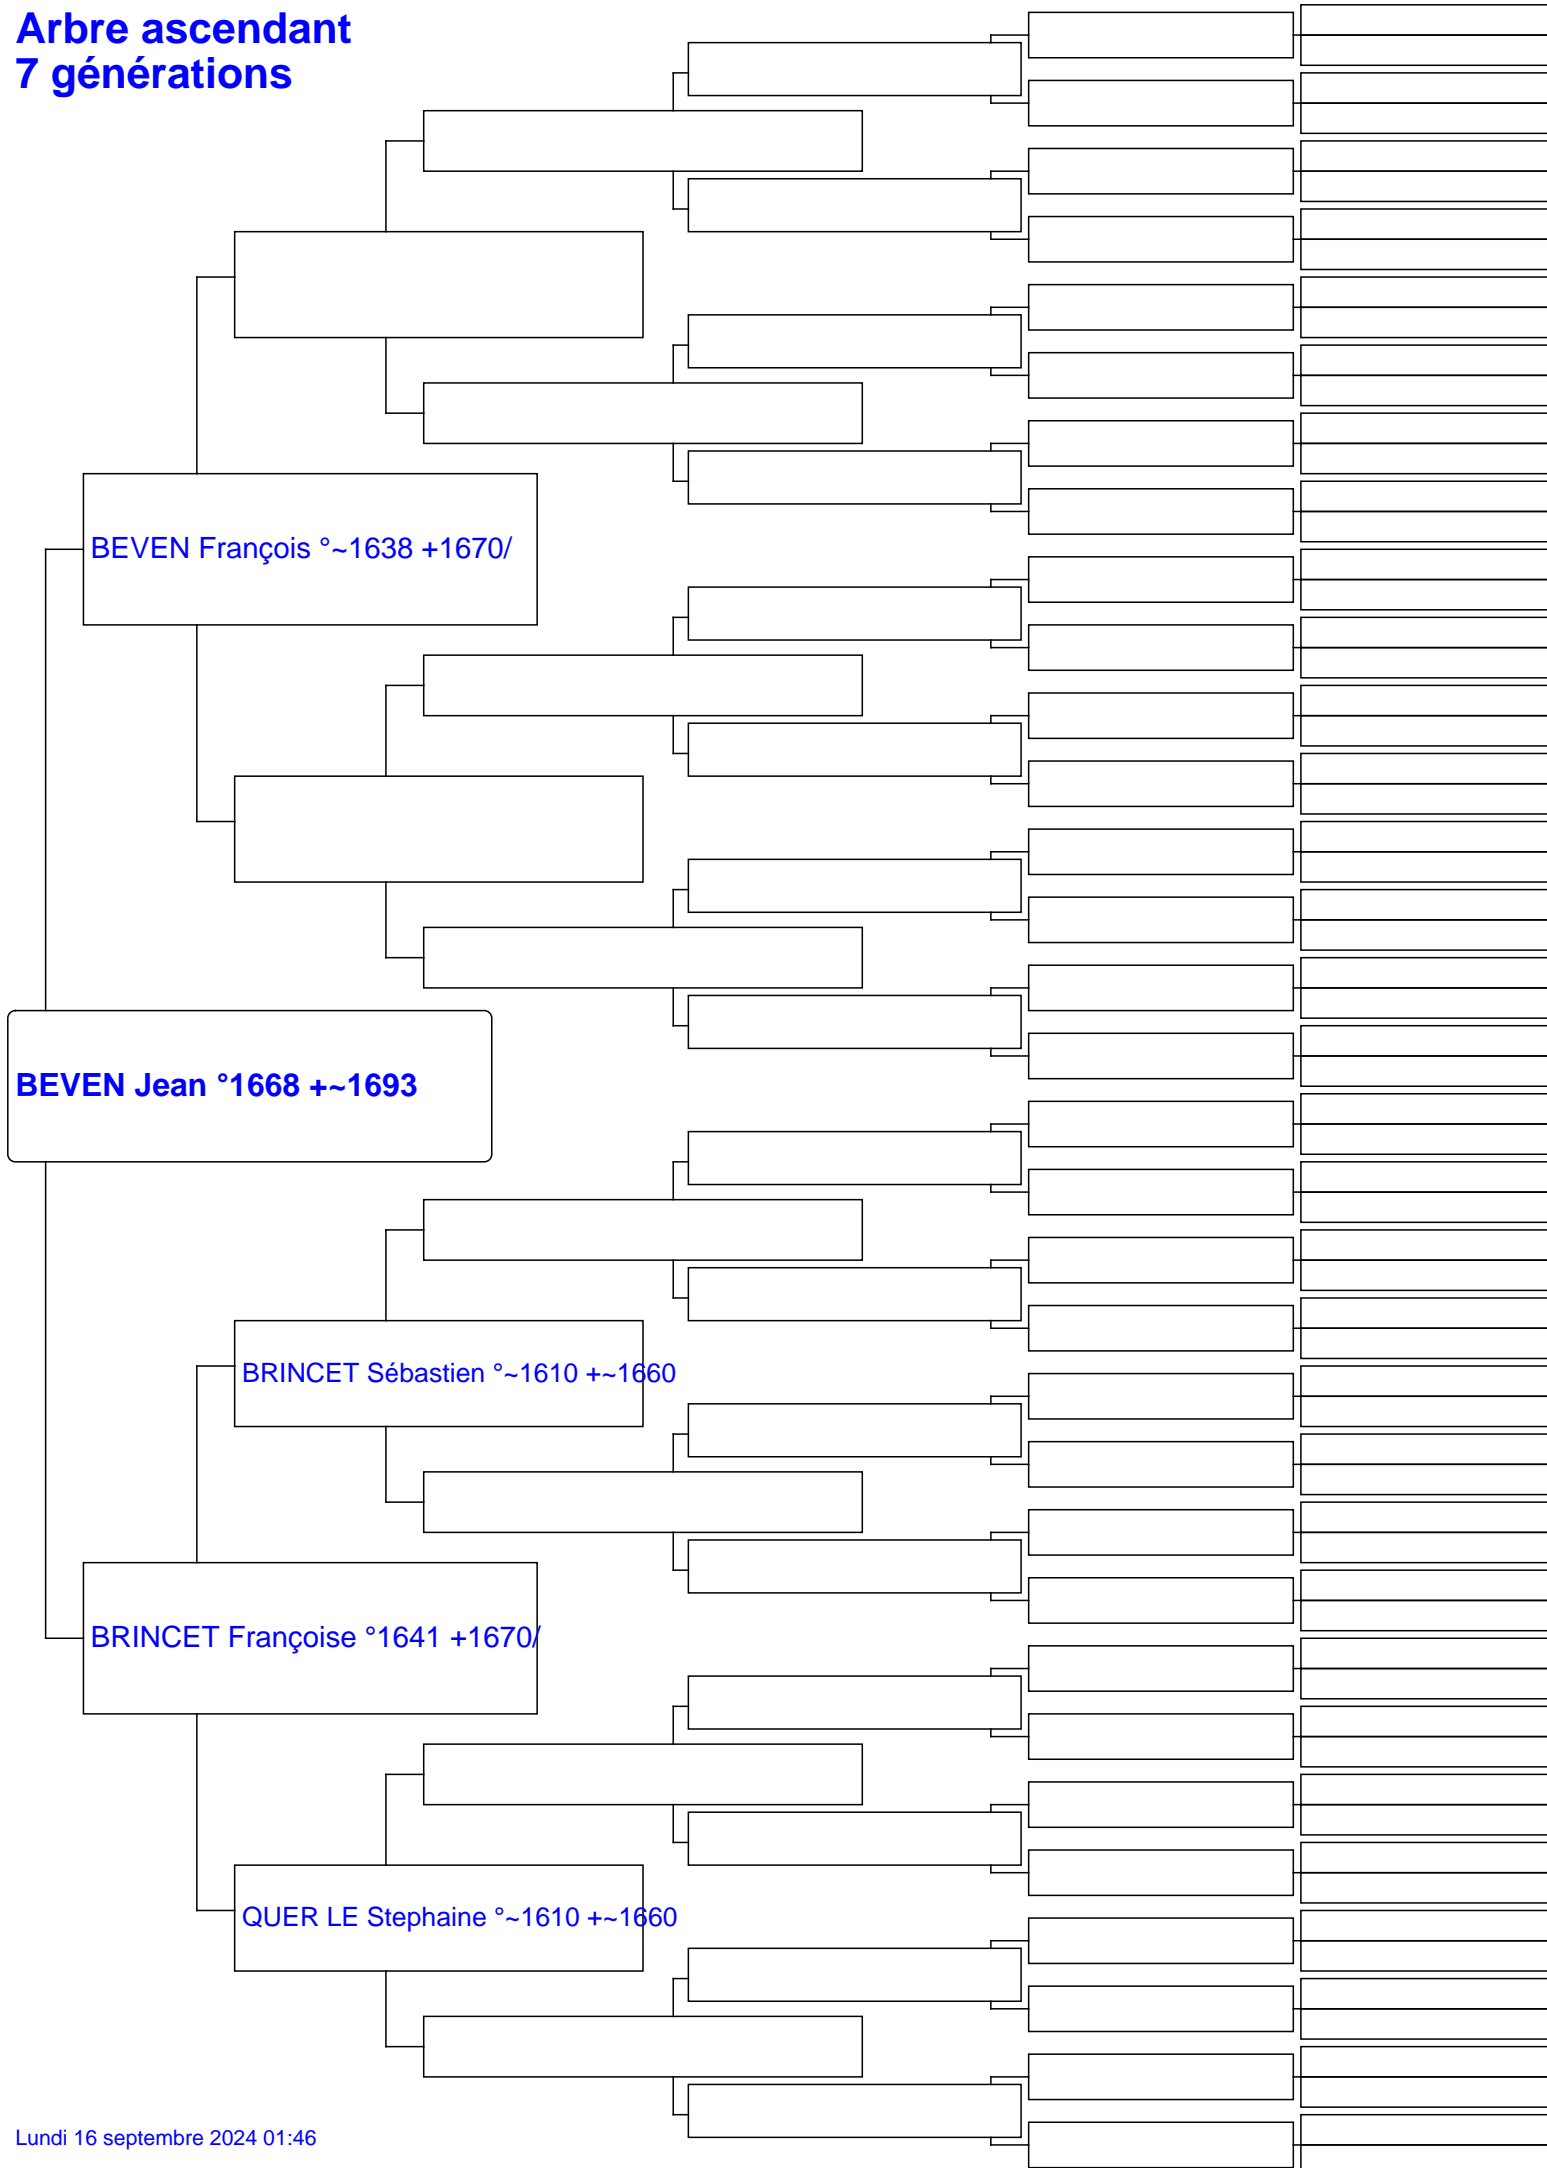 Arbre ascendant
7 générations
BEVEN François °~1638 +1670/
BEVEN Jean °1668 +~1693
BRINCET Sébastien °~1610 +~1660
BRINCET Françoise °1641 +1670/
QUER LE Stephaine °~1610 +~1660
Lundi 16 septembre 2024 01:46